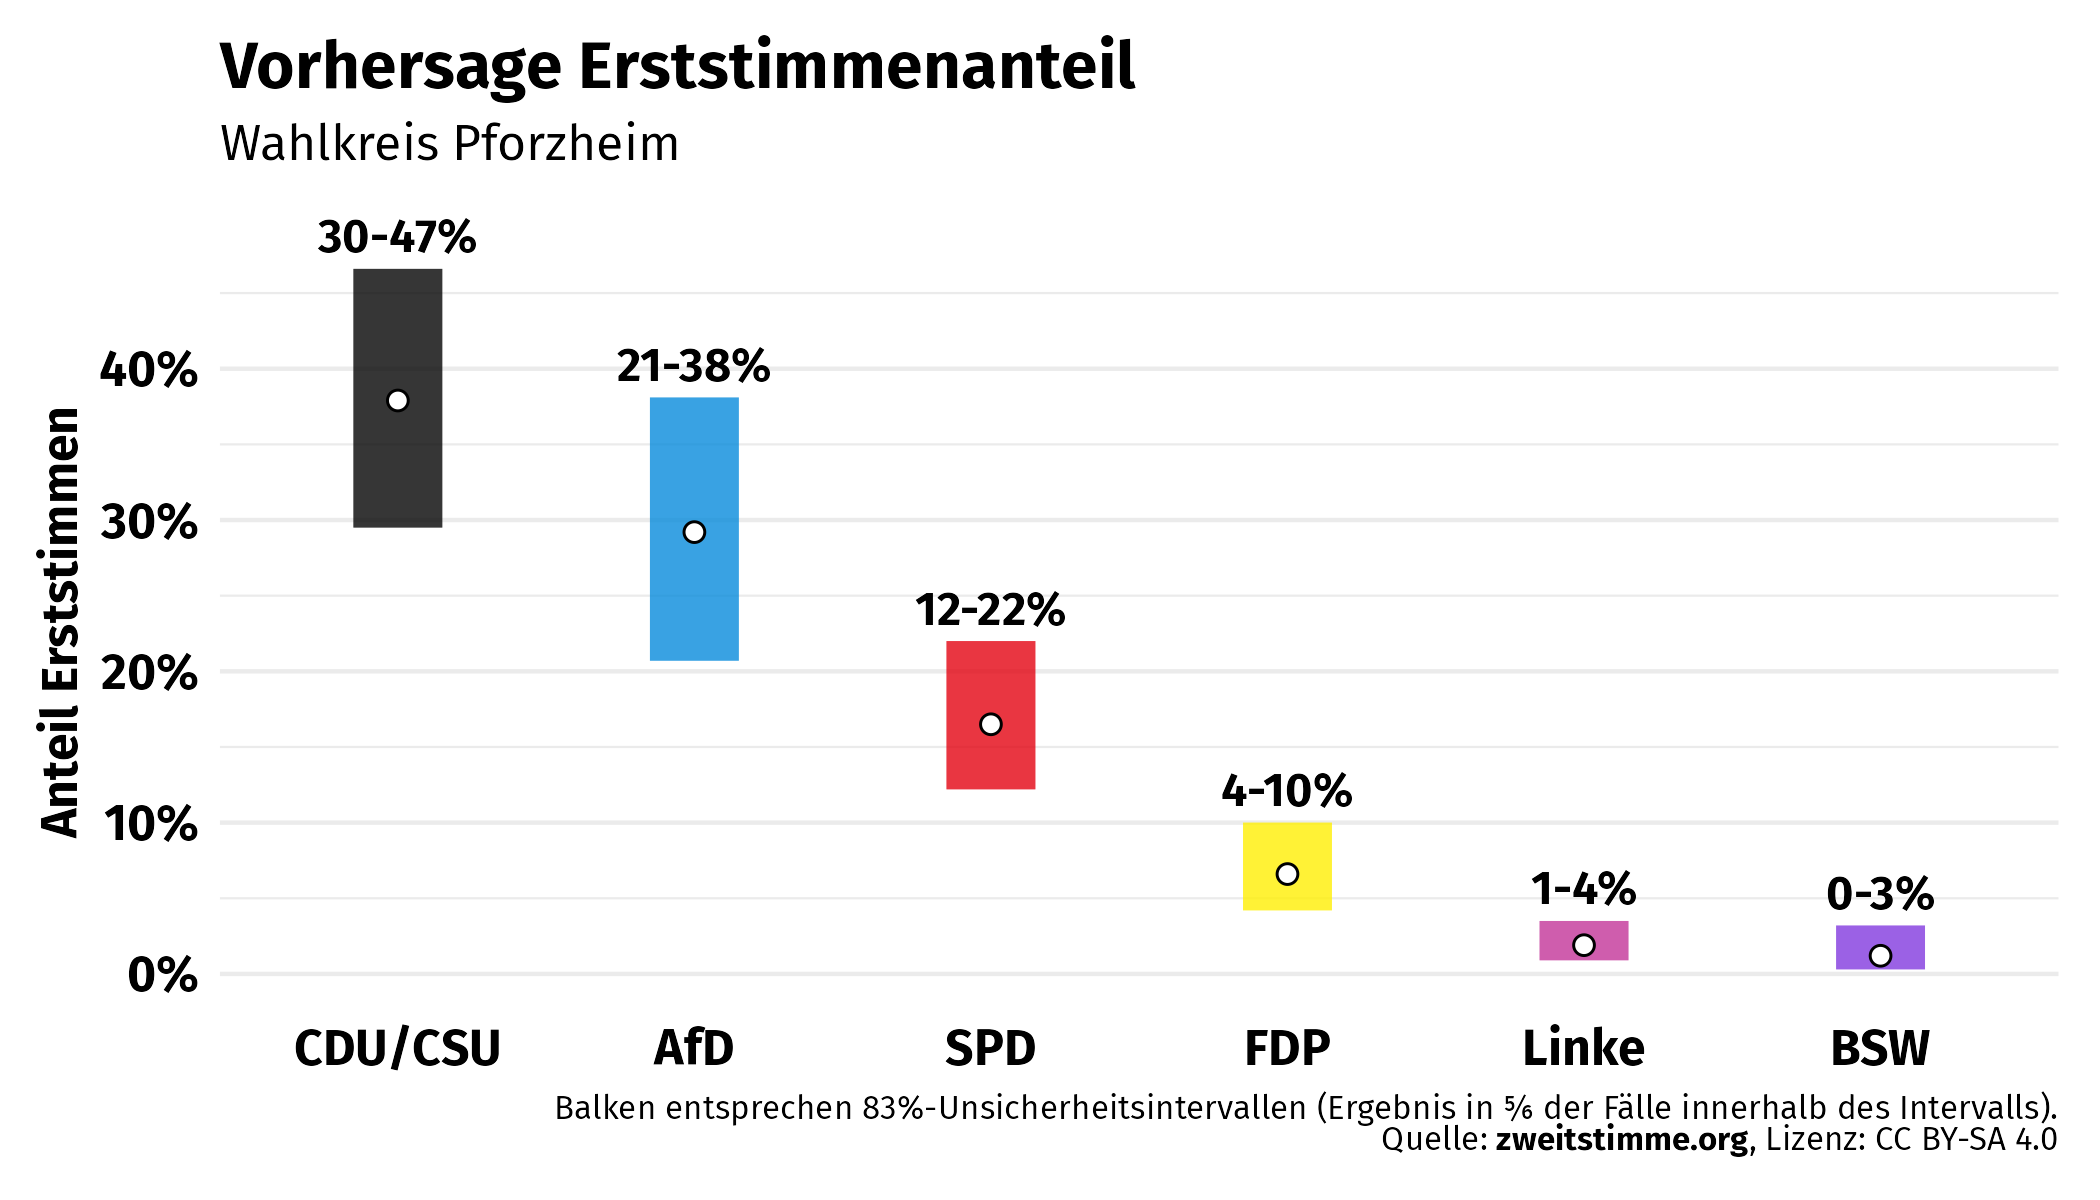 Vorhersage Erststimmenanteil
Wahlkreis Pforzheim
30-47%
21-38%
12-22%
4-10%
1-4%
0-3%
Anteil Erststimmen
40%
30%
20%
10%
0%
CDU/CSU
AfD
SPD
FDP
Linke
BSW
Balken entsprechen 83%-Unsicherheitsintervallen (Ergebnis in ⅚ der Fälle innerhalb des Intervalls).
Quelle: zweitstimme.org, Lizenz: CC BY-SA 4.0